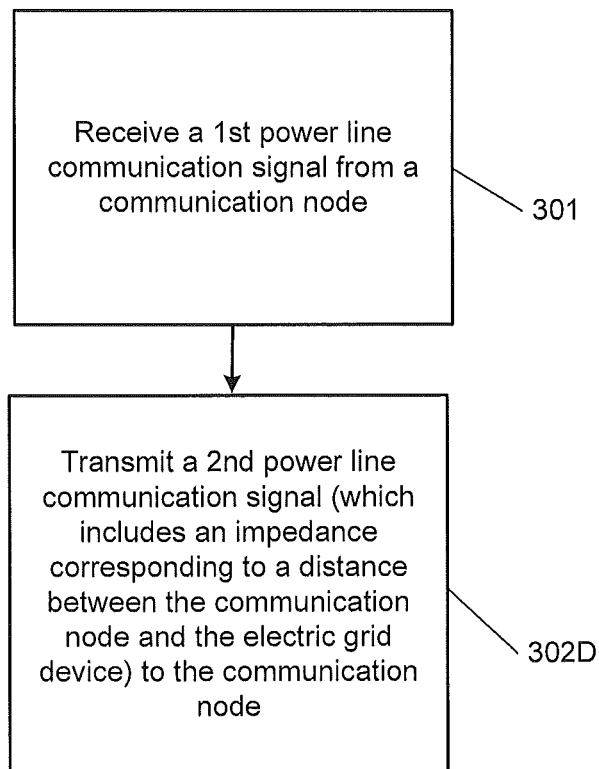 Receive a 1st power line
communication signal from a
communication node
301
Transmit a 2nd power line
communication signal (which
includes an impedance
corresponding to a distance
between the communication
node and the electric grid
device) to the communication
node
302D